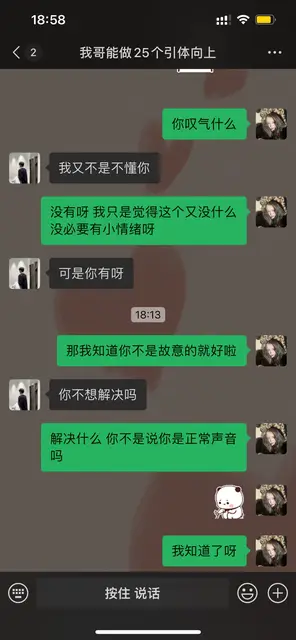 18:58
2
我哥能做25个引体向上
你叹气什么
我又不是不懂你
没有呀 我只是觉得这个又没什么
没必要有小情绪呀
可是你有呀
18:13
那我知道你不是故意的就好啦
你不想解决吗
解决什么 你不是说你是正常声音
吗
我知道了呀
按住 说话